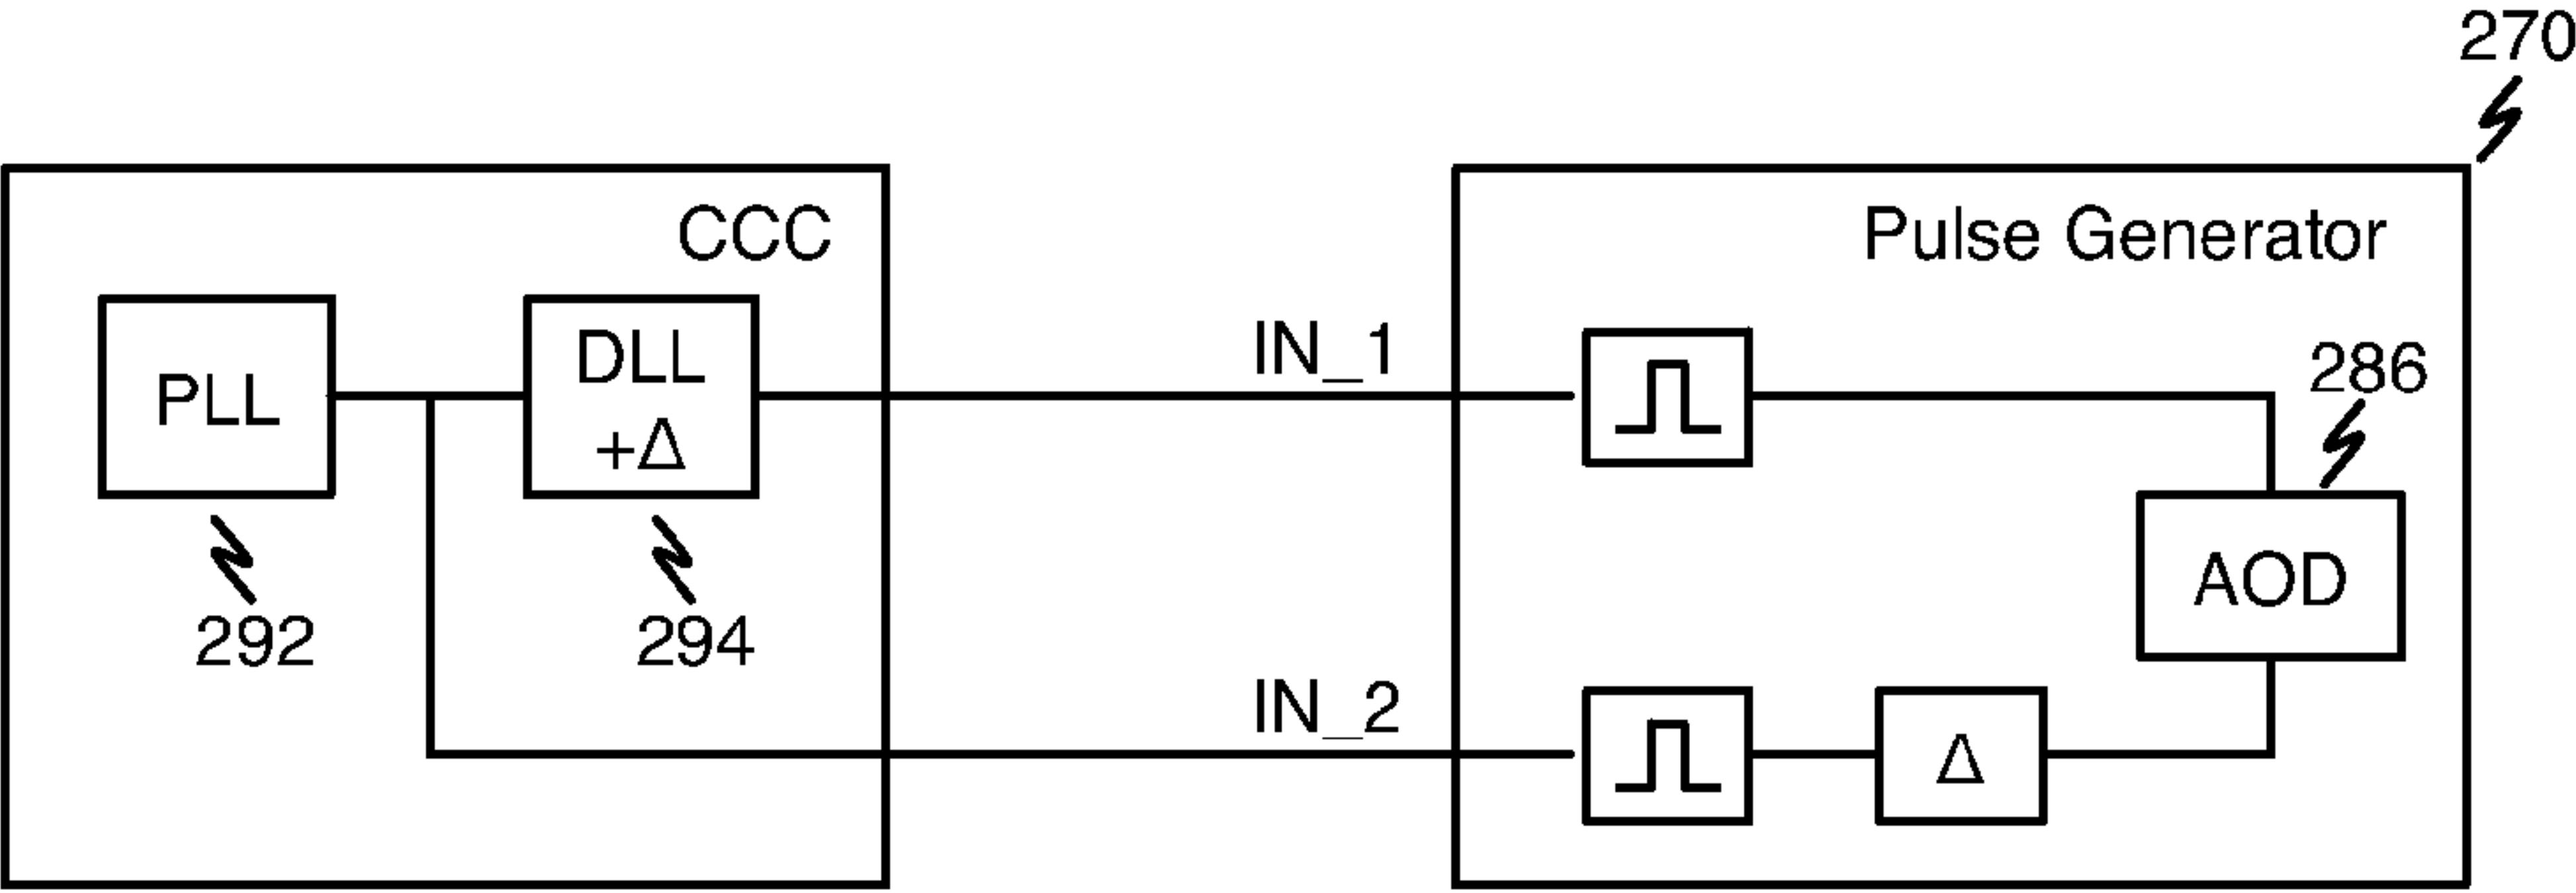 270
CCC
Pulse Generator
PLL
DLL
+Δ
IN_1
286
AOD
292
294
IN_2
Δ